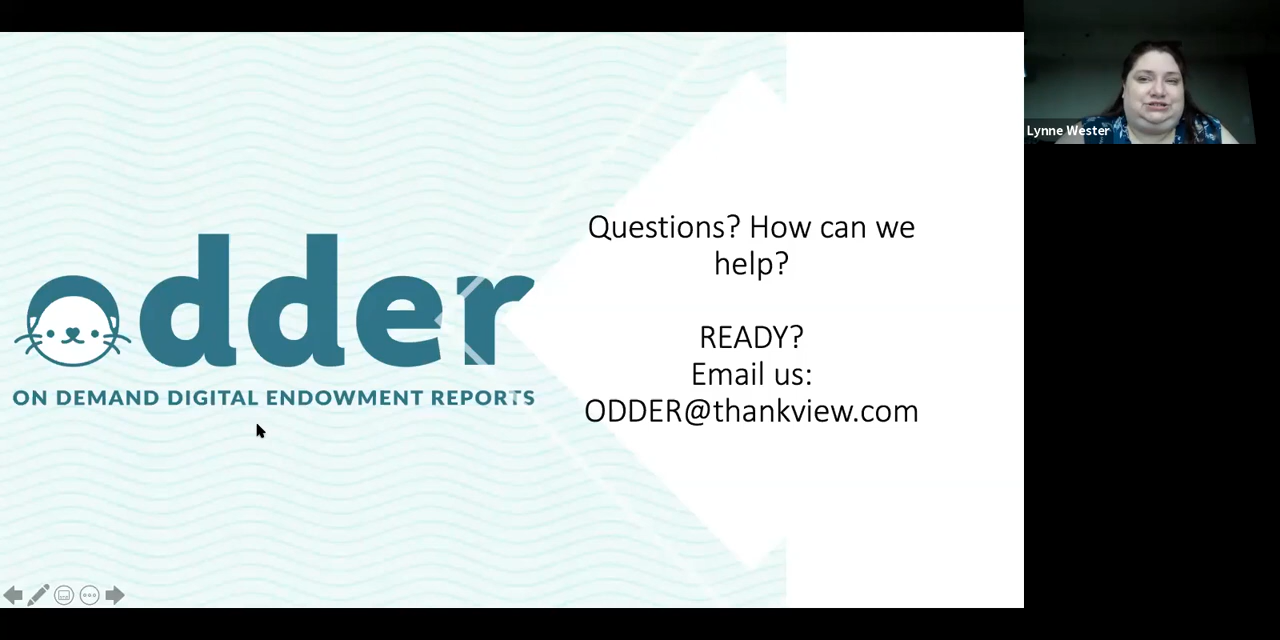 odder
ON DEMAND DIGITAL ENDOWMENT REPORTS
Questions? How can we
help?
READY?
Email us:
ODDER@thankview.com
Lynne Wester